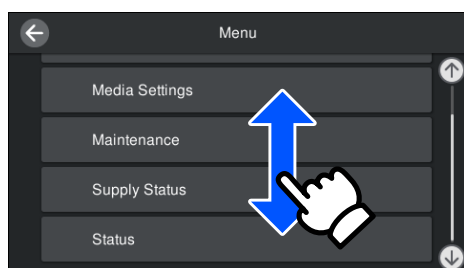 Menu
Media Settings
Maintenance
Supply Status
Status